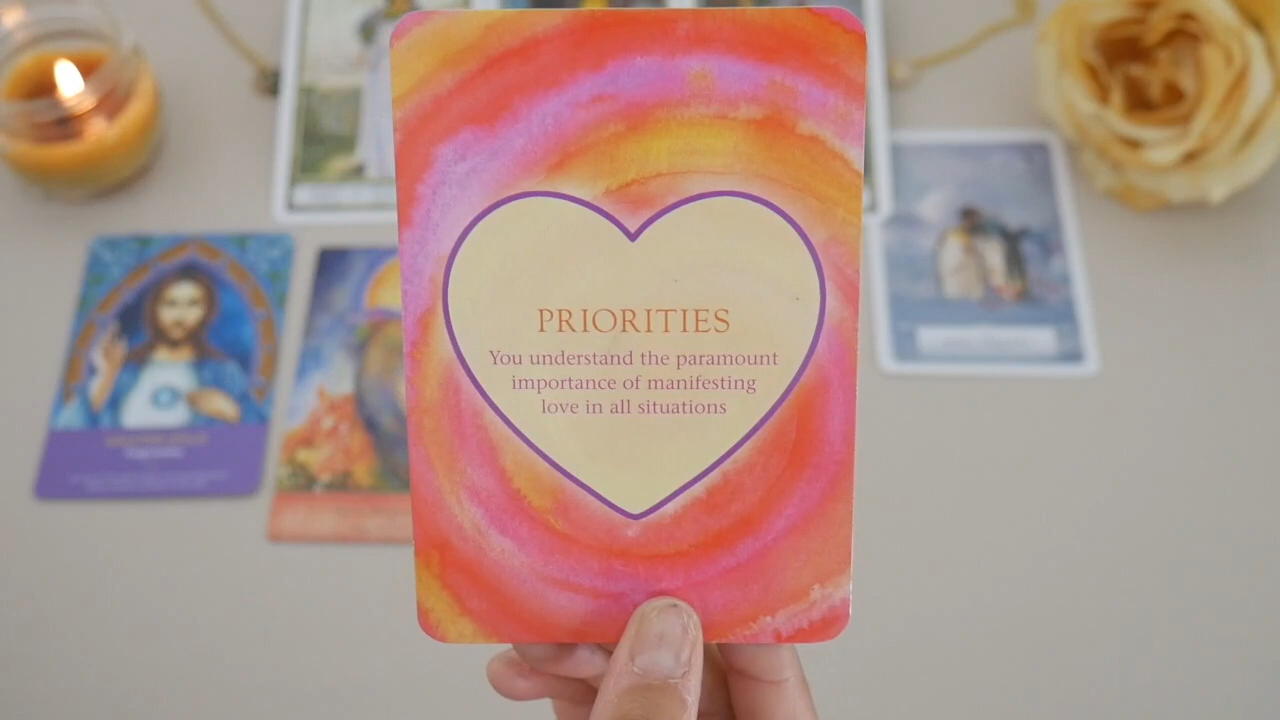 PRIORITIES
You understand the paramount
importance of manifesting
love in all situations